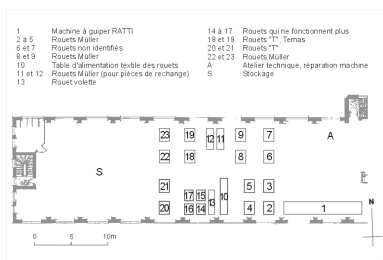 1 Machine à guiper RATTI
2 à 5 Rouets Müller
6 et 7 Rouets non identifiés
8 et 9 Rouets Müller
10 Table d'alimentation textile des rouets
11 et 12 Rouets Müller (pour pièces de rechange)
13 Rouet volette
14 à 17 Rouets qui ne fonctionnent plus
18 et 19 Rouets "T", Ternas
20 et 21 Rouets "T"
22 et 23 Rouets Müller
A Atelier technique, réparation machine
S Stockage
23 19 12 11 9 7 A
22 18 8 6
S
21 17 15 13 10 5 3
20 16 14 4 2 1
N
0 5 10m